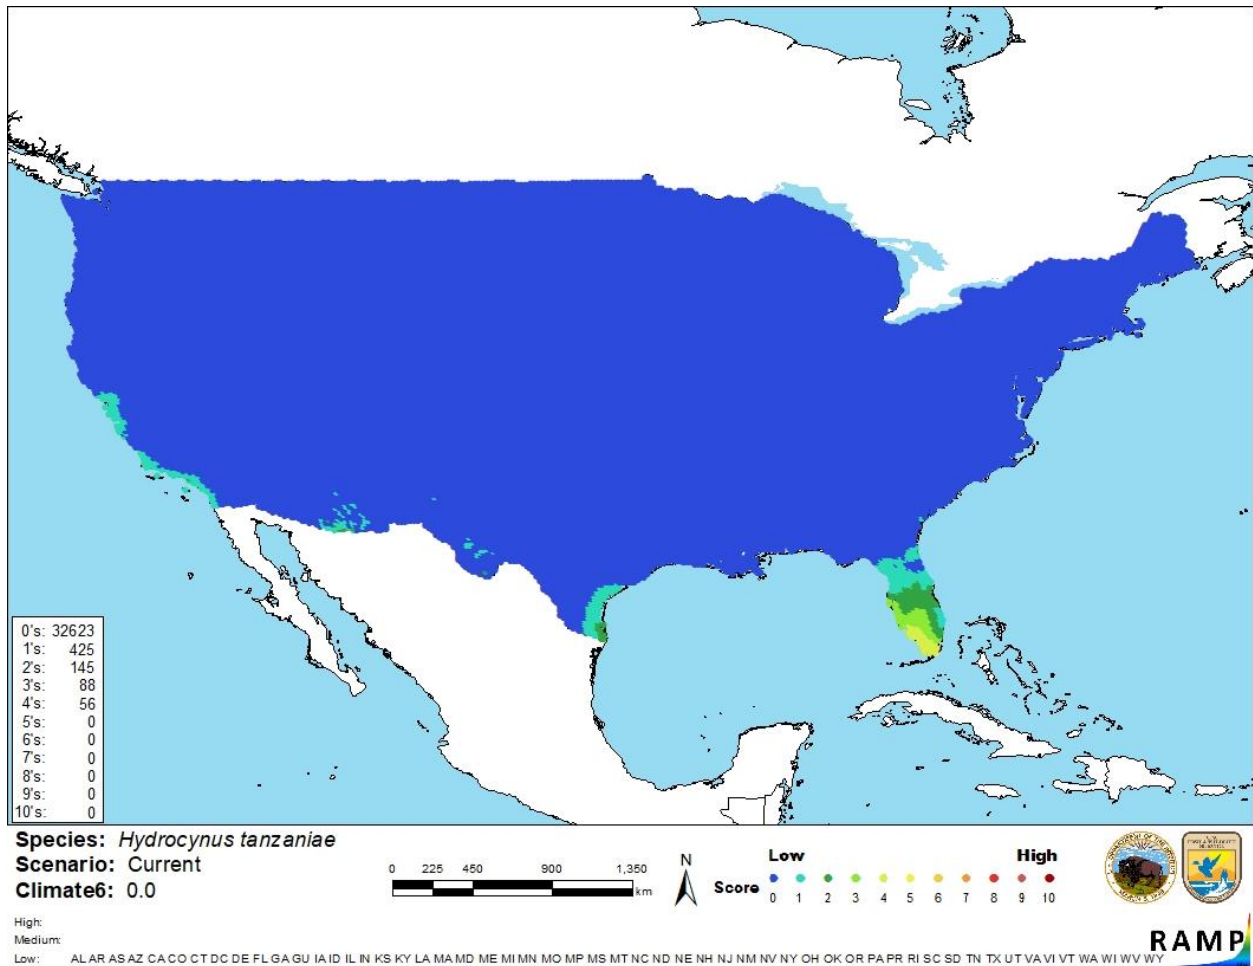 0's: 32623
1's: 425
2's: 145
3's: 88
4's: 56
5's: 0
6's: 0
7's: 0
8's: 0
9's: 0
10's: 0
Species: Hydrocynus tanzaniae
Scenario: Current
Climate6: 0.0
0 225 450 900 1,350
km
N
Low High
Score
0 1 2 3 4 5 6 7 8 9 10
High:
Medium:
Low: AL AR AS AZ CA CO CT DC DE FL GA GU IA ID IL IN KS KY LA MA MD ME MI MN MO MP MS MT NC ND NE NH NJ NM NV NY OH OK OR PA PR RI SC SD TN TX UT VA VI VT WA WI WV WY
RAMP